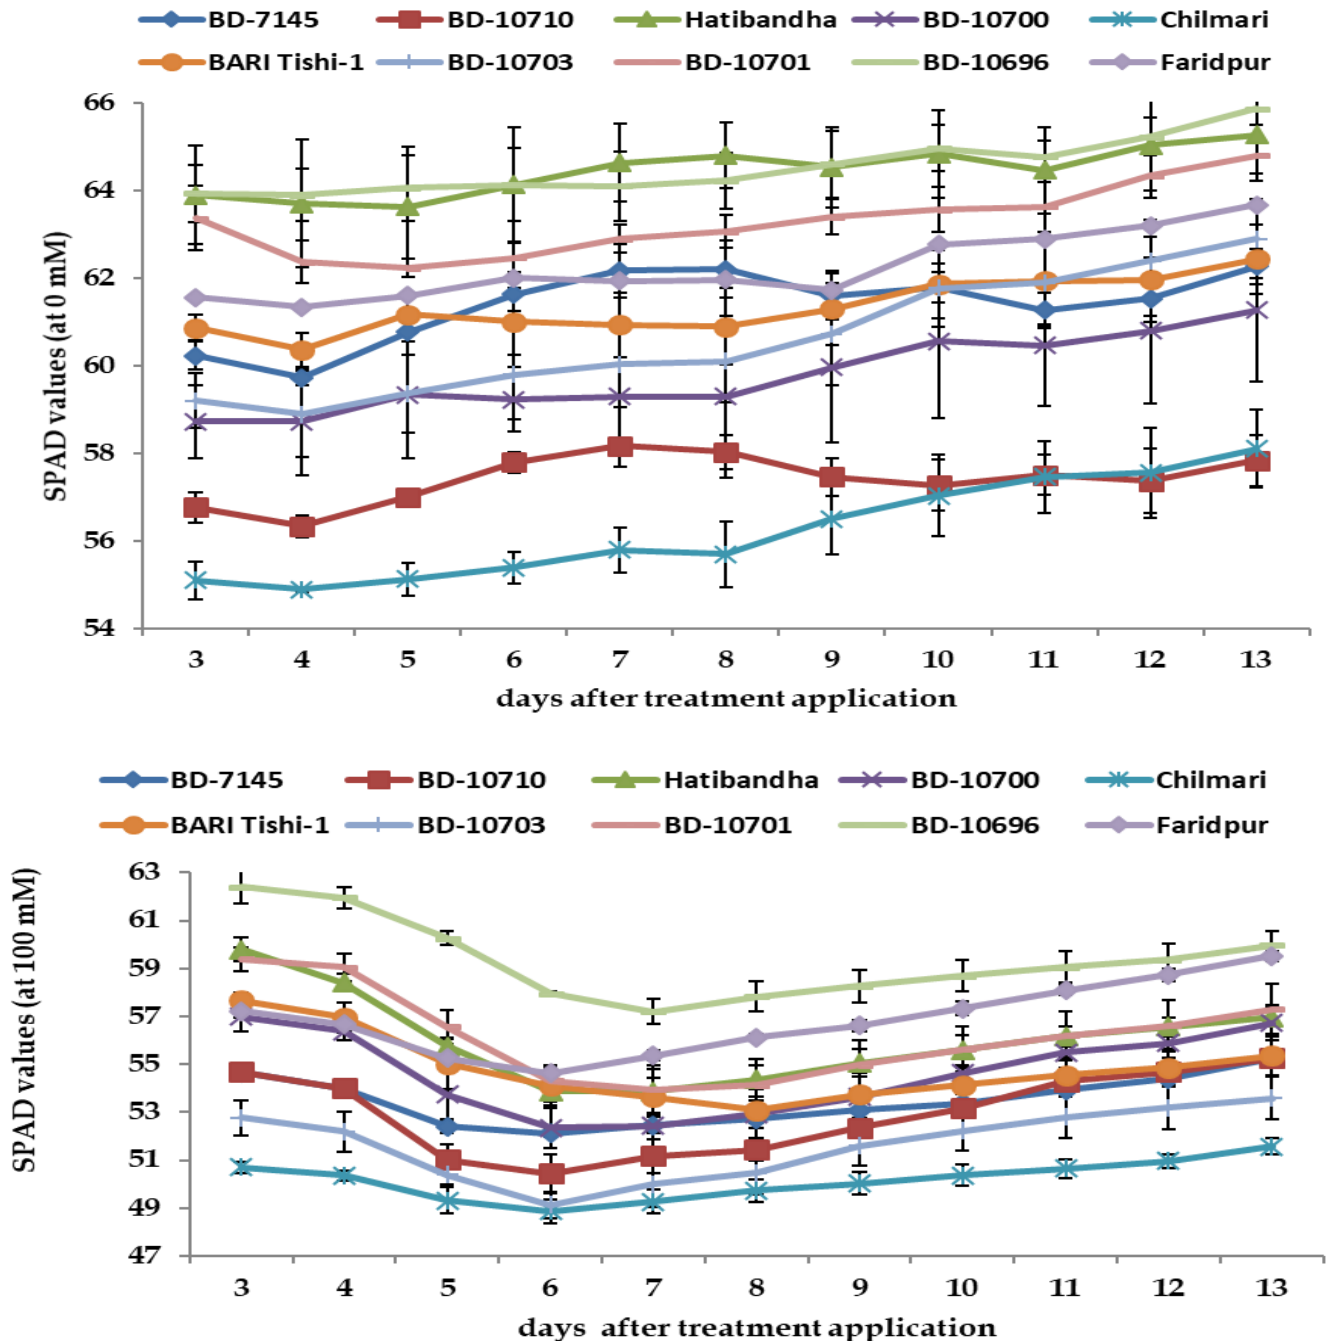 BD-7145 BD-10710 Hatibandha BD-10700 Chilmari
BARI Tishi-1 BD-10703 BD-10701 BD-10696 Faridpur
66
64
62
60
58
56
54
SPAD values (at 0 mM)
3 4 5 6 7 8 9 10 11 12 13
days after treatment application
BD-7145 BD-10710 Hatibandha BD-10700 Chilmari
BARI Tishi-1 BD-10703 BD-10701 BD-10696 Faridpur
63
61
59
57
55
53
51
49
47
SPAD values (at 100 mM)
3 4 5 6 7 8 9 10 11 12 13
days after treatment application